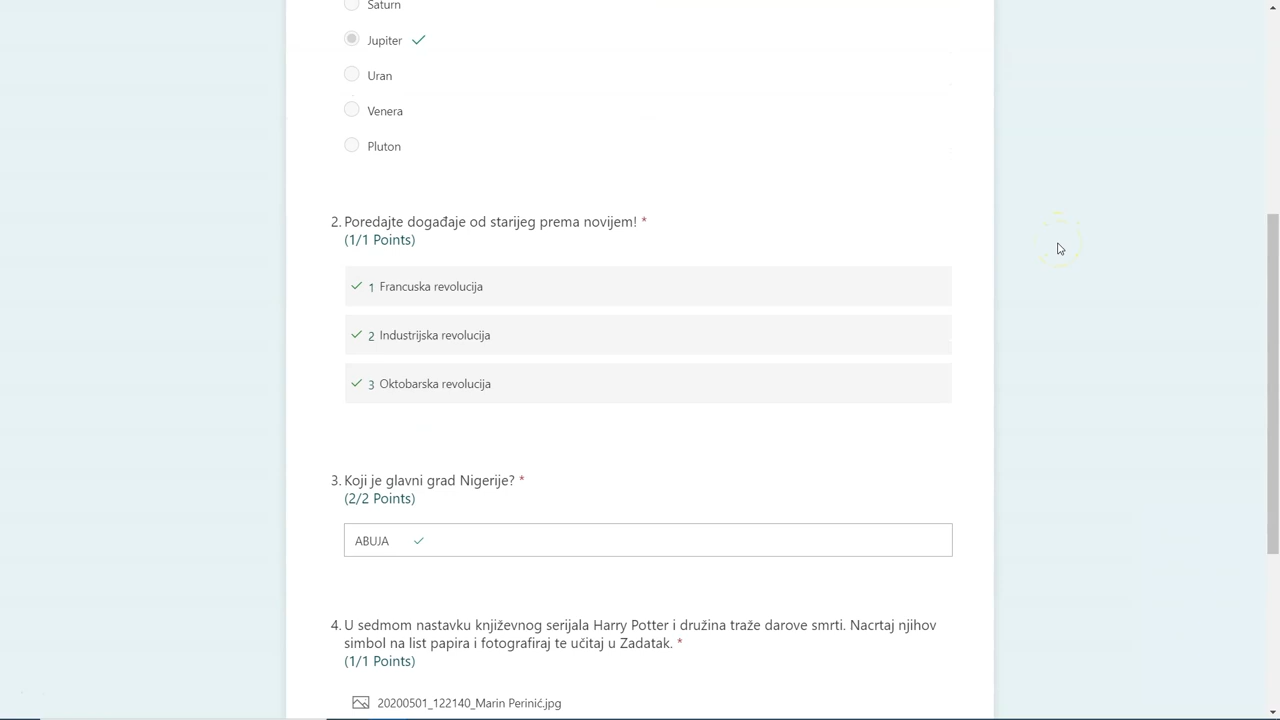 Saturn
Jupiter
Uran
Venera
Pluton
2. Poredajte događaje od starijeg prema novijem! *
(1/1 Points)
1 Francuska revolucija
2 Industrijska revolucija
3 Oktobarska revolucija
3. Koji je glavni grad Nigerije? *
(2/2 Points)
ABUJA
4. U sedmom nastavku književnog serijala Harry Potter i družina traže darove smrti. Nacrtaj njihov
simbol na list papira i fotografiraj te učitaj u Zadatak. *
(1/1 Points)
20200501_122140_Marin Perinić.jpg